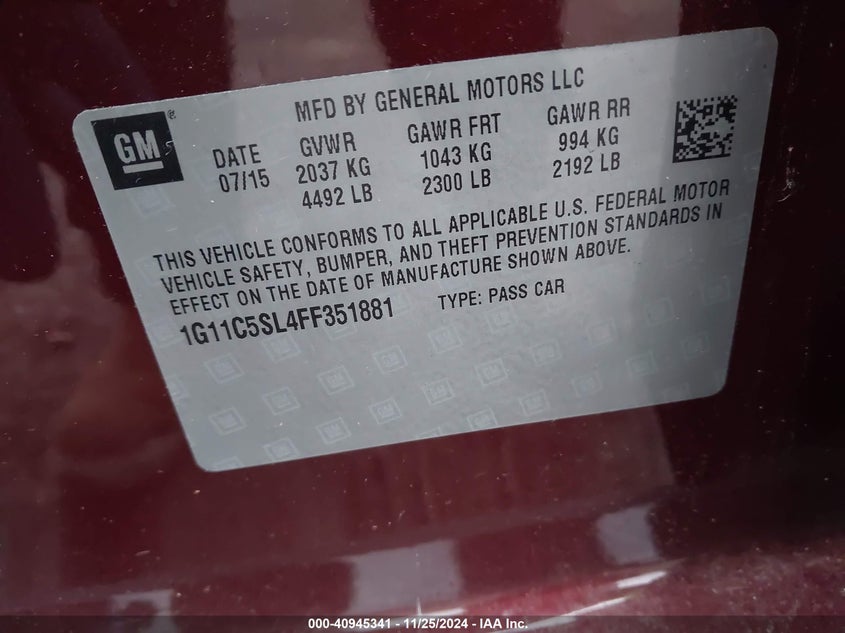 MFD BY GENERAL MOTORS LLC
GM®
DATE GVWR GAWR FRT GAWR RR
07/15 2037 KG 1043 KG 994 KG
4492 LB 2300 LB 2192 LB
THIS VEHICLE CONFORMS TO ALL APPLICABLE U.S. FEDERAL MOTOR
VEHICLE SAFETY, BUMPER, AND THEFT PREVENTION STANDARDS IN
EFFECT ON THE DATE OF MANUFACTURE SHOWN ABOVE.
1G11C5SL4FF351881 TYPE: PASS CAR
000-40945341 - 11/25/2024 - IAA Inc.